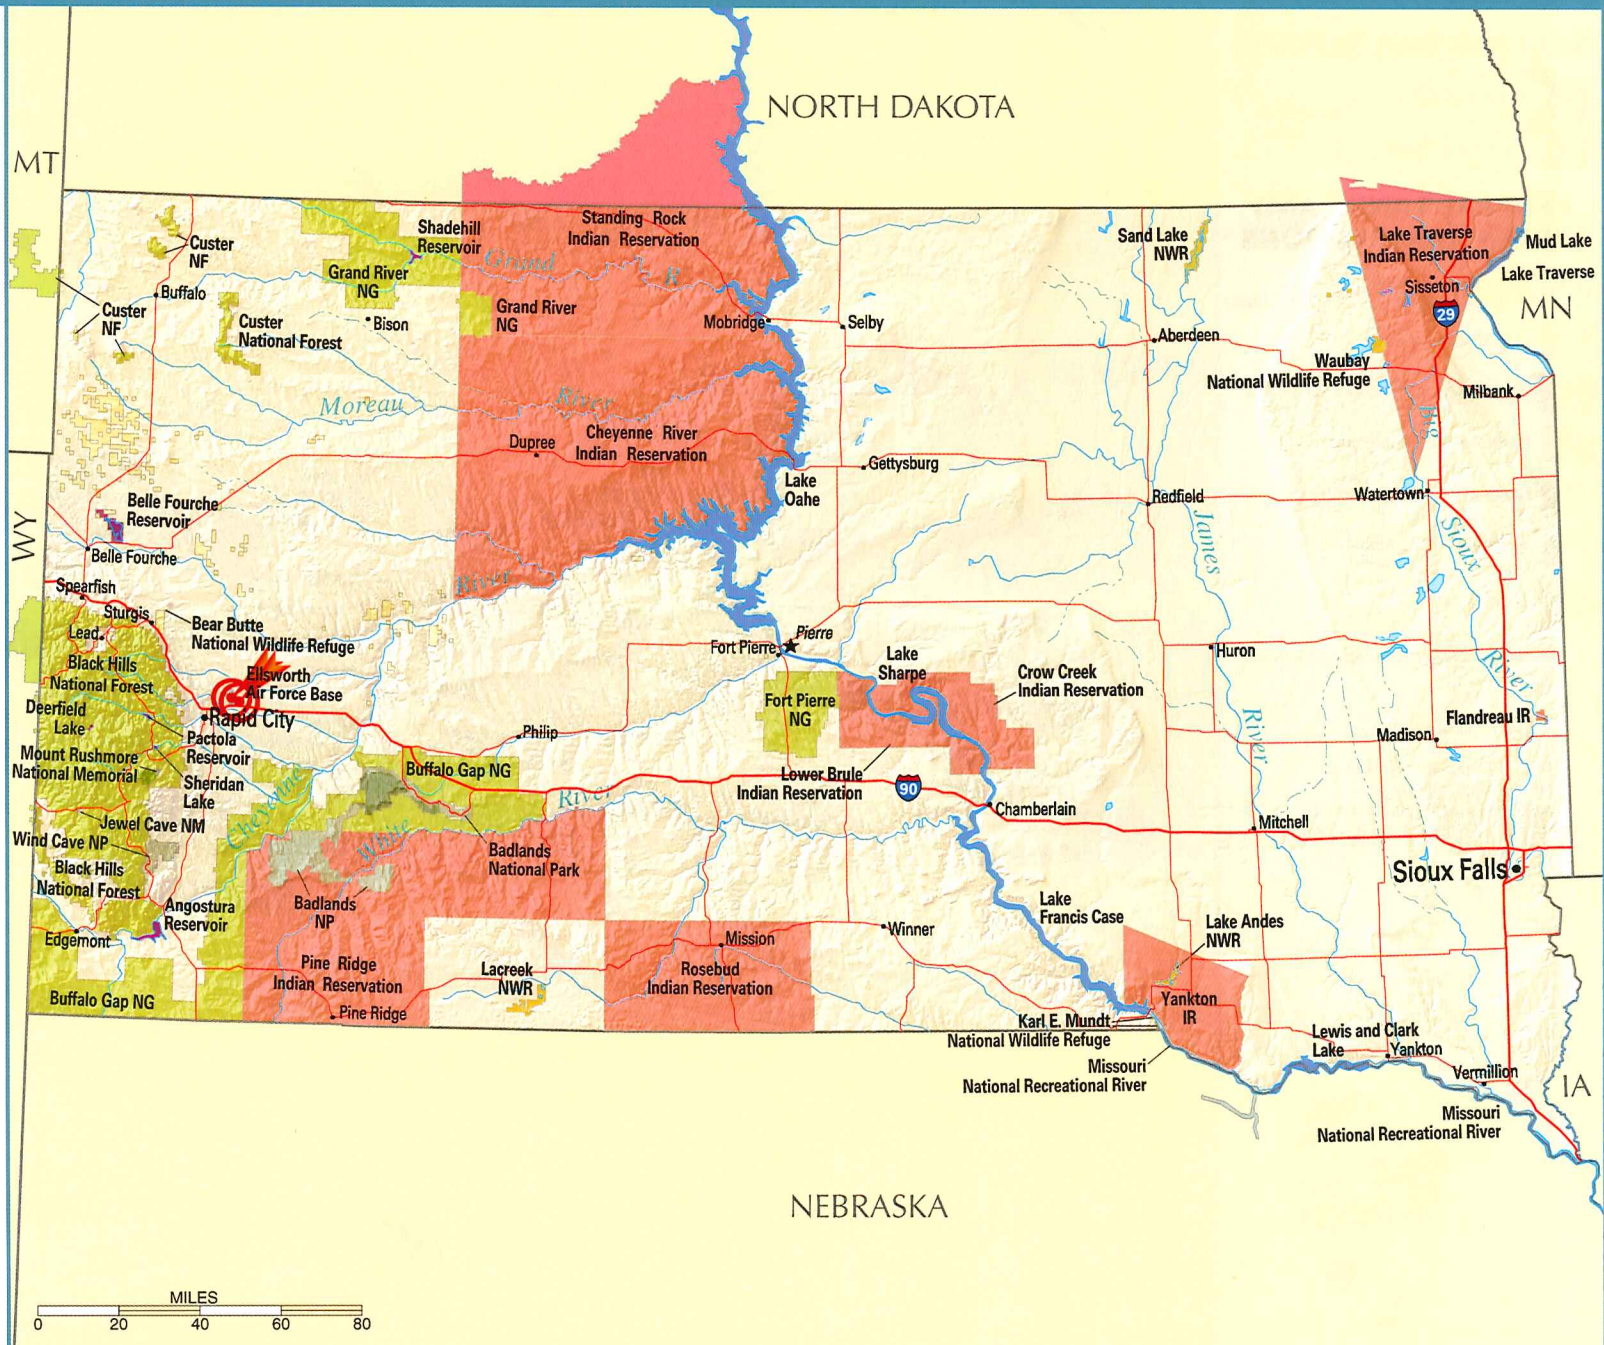 NORTH DAKOTA
MT
Standing Rock
Indian Reservation
Shadehill
Reservoir
Custer
NF
Grand River
NG
Grand
R
Sand Lake
NWR
Lake Traverse
Indian Reservation
Mud Lake
Lake Traverse
Sisseton
MN
Buffalo
Custer
NF
Custer
National Forest
Bison
Grand River
NG
Mobridge
Selby
Aberdeen
29
Waubay
National Wildlife Refuge
Milbank
Moreau
River
Big
Dupree
Cheyenne River
Indian Reservation
Gettysburg
Lake
Oahe
Redfield
Watertown
WY
Belle Fourche
Reservoir
Belle Fourche
James
Sioux
River
Spearfish
Sturgis
Lead
Bear Butte
National Wildlife Refuge
Black Hills
National Forest
Ellsworth
Air Force Base
Rapid City
Deerfield
Lake
Pactola
Reservoir
Mount Rushmore
National Memorial
Sheridan
Lake
Jewel Cave NM
Wind Cave NP
Black Hills
National Forest
Angostura
Reservoir
Edgemont
Buffalo Gap NG
Fort Pierre
Pierre
Philip
Fort Pierre
NG
Lake
Sharpe
Crow Creek
Indian Reservation
Huron
River
Flandreau IR
Madison
River
Buffalo Gap NG
Lower Brule
Indian Reservation
90
Chamberlain
Mitchell
Cheyenne
White
River
Badlands
National Park
Badlands
NP
Sioux Falls
Lake
Francis Case
Lake Andes
NWR
Winner
Mission
Pine Ridge
Indian Reservation
Pine Ridge
Lacreek
NWR
Rosebud
Indian Reservation
Yankton
IR
Karl E. Mundt
National Wildlife Refuge
Missouri
National Recreational River
Lewis and Clark
Lake
Yankton
Vermillion
IA
Missouri
National Recreational River
NEBRASKA
MILES
0 20 40 60 80